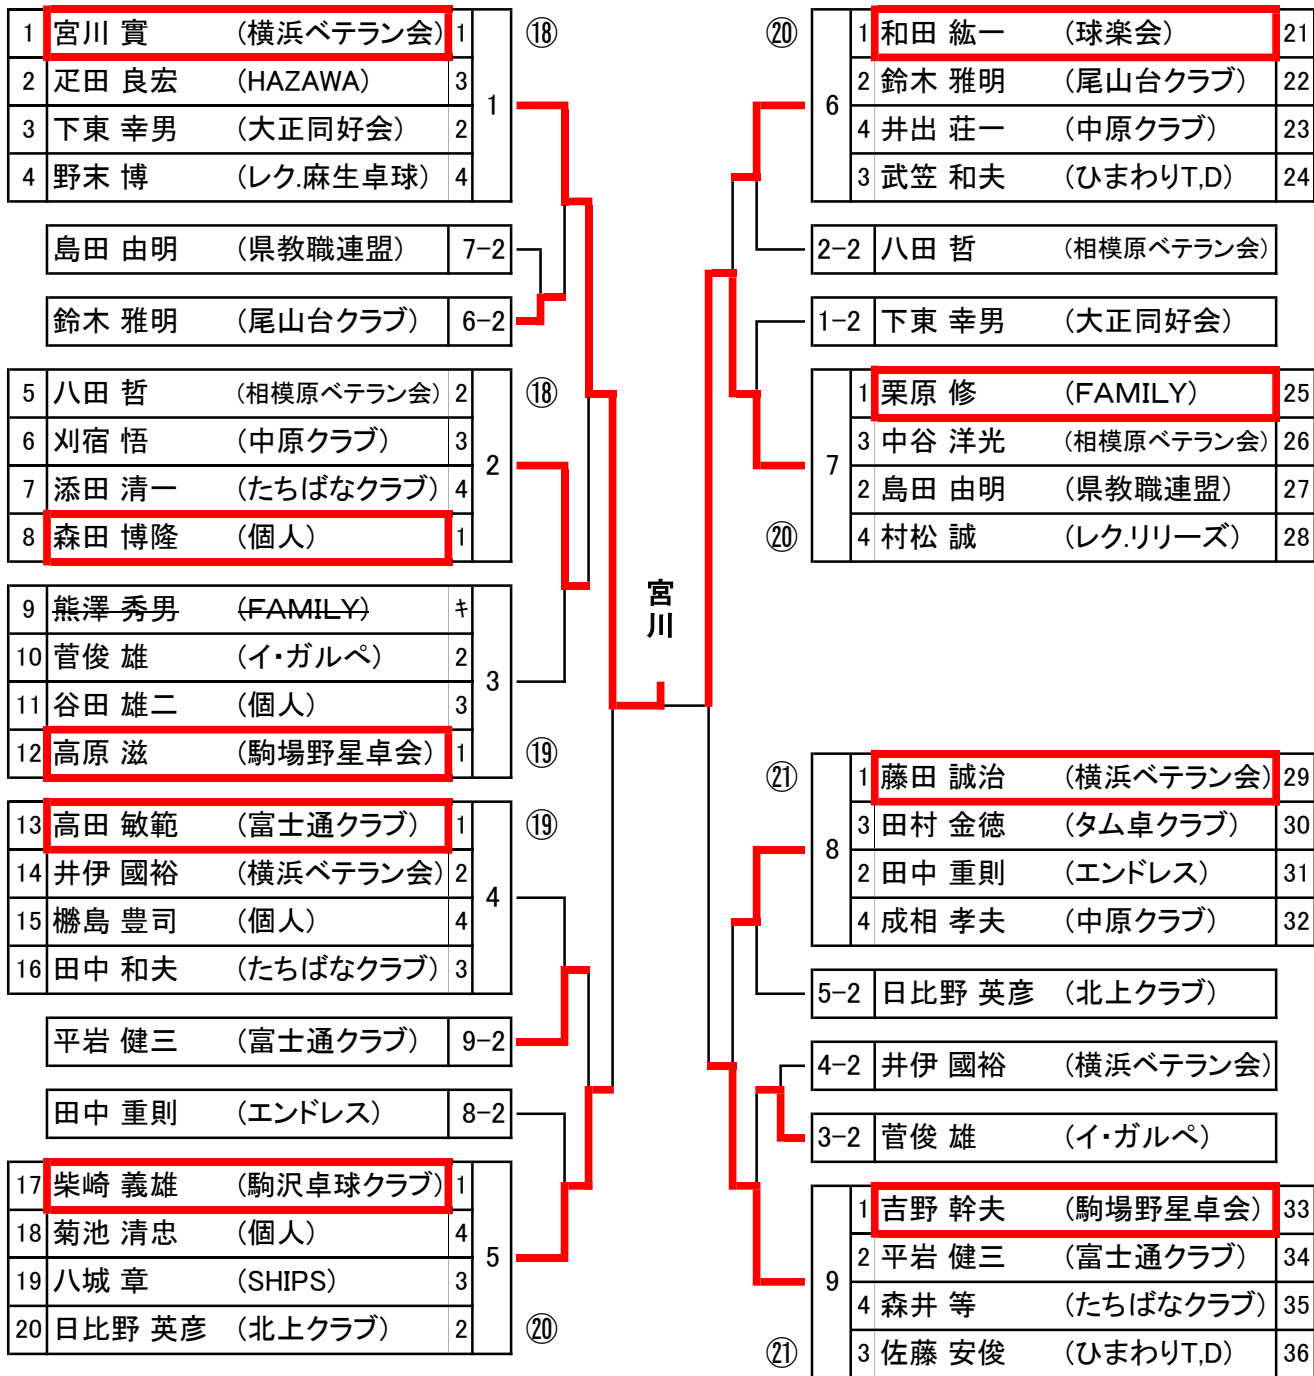 1 宮川 實 (横浜ベテラン会) 1 ⑱
2 疋田 良宏 (HAZAWA) 3
1
3 下東 幸男 (大正同好会) 2
4 野末 博 (レク.麻生卓球) 4
島田 由明 (県教職連盟) 7-2
鈴木 雅明 (尾山台クラブ) 6-2
5 八田 哲 (相模原ベテラン会) 2 ⑱
6 刈宿 悟 (中原クラブ) 3
2
7 添田 清一 (たちばなクラブ) 4
8 森田 博隆 (個人) 1
9 熊澤 秀男 (FAMILY) キ
10 菅俊 雄 (イ・ガルペ) 2
3
11 谷田 雄二 (個人) 3
12 高原 滋 (駒場野星卓会) 1 ⑲
13 高田 敏範 (富士通クラブ) 1 ⑲
14 井伊 國裕 (横浜ベテラン会) 2
4
15 橳島 豊司 (個人) 4
16 田中 和夫 (たちばなクラブ) 3
平岩 健三 (富士通クラブ) 9-2
田中 重則 (エンドレス) 8-2
17 柴崎 義雄 (駒沢卓球クラブ) 1
18 菊池 清忠 (個人) 4
5
19 八城 章 (SHIPS) 3
20 日比野 英彦 (北上クラブ) 2 ⑳
宮川
⑳ 1 和田 紘一 (球楽会) 21
2 鈴木 雅明 (尾山台クラブ) 22
6
4 井出 荘一 (中原クラブ) 23
3 武笠 和夫 (ひまわりT,D) 24
2-2 八田 哲 (相模原ベテラン会)
1-2 下東 幸男 (大正同好会)
1 栗原 修 (FAMILY) 25
3 中谷 洋光 (相模原ベテラン会) 26
7
2 島田 由明 (県教職連盟) 27
⑳ 4 村松 誠 (レク.リリーズ) 28
㉑ 1 藤田 誠治 (横浜ベテラン会) 29
3 田村 金徳 (タム卓クラブ) 30
8
2 田中 重則 (エンドレス) 31
4 成相 孝夫 (中原クラブ) 32
5-2 日比野 英彦 (北上クラブ)
4-2 井伊 國裕 (横浜ベテラン会)
3-2 菅俊 雄 (イ・ガルペ)
1 吉野 幹夫 (駒場野星卓会) 33
2 平岩 健三 (富士通クラブ) 34
9
4 森井 等 (たちばなクラブ) 35
㉑ 3 佐藤 安俊 (ひまわりT,D) 36